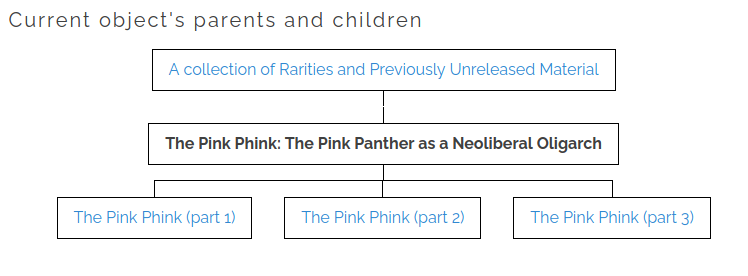 Current object's parents and children
A collection of Rarities and Previously Unreleased Material
The Pink Phink: The Pink Panther as a Neoliberal Oligarch
The Pink Phink (part 1)
The Pink Phink (part 2)
The Pink Phink (part 3)